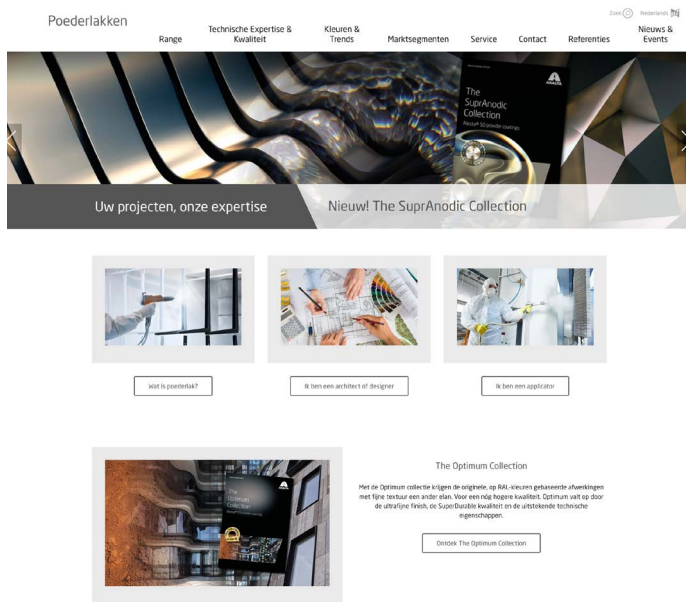 Zoek
Nederlands
Poederlakken
Range
Technische Expertise &
Kwaliteit
Kleuren &
Trends
Marktsegmenten
Service
Contact
Referenties
Nieuws &
Events
The
SuprAnodic
Collection
AXALTA
Uw projecten, onze expertise
Nieuw! The SuprAnodic Collection
Wat is poederlak?
Ik ben een architect of designer
Ik ben een applicator
The
Optimum
Collection
The Optimum Collection
Met de Optimum collectie krijgen de originele, op RAL-kleuren gebaseerde afwerkingen
met fijne textuur een ander elan. Voor een nóg hogere kwaliteit. Optimum valt op door
de ultrafijne finish, de SuperDurable kwaliteit en de uitstekende technische
eigenschappen.
Ontdek The Optimum Collection